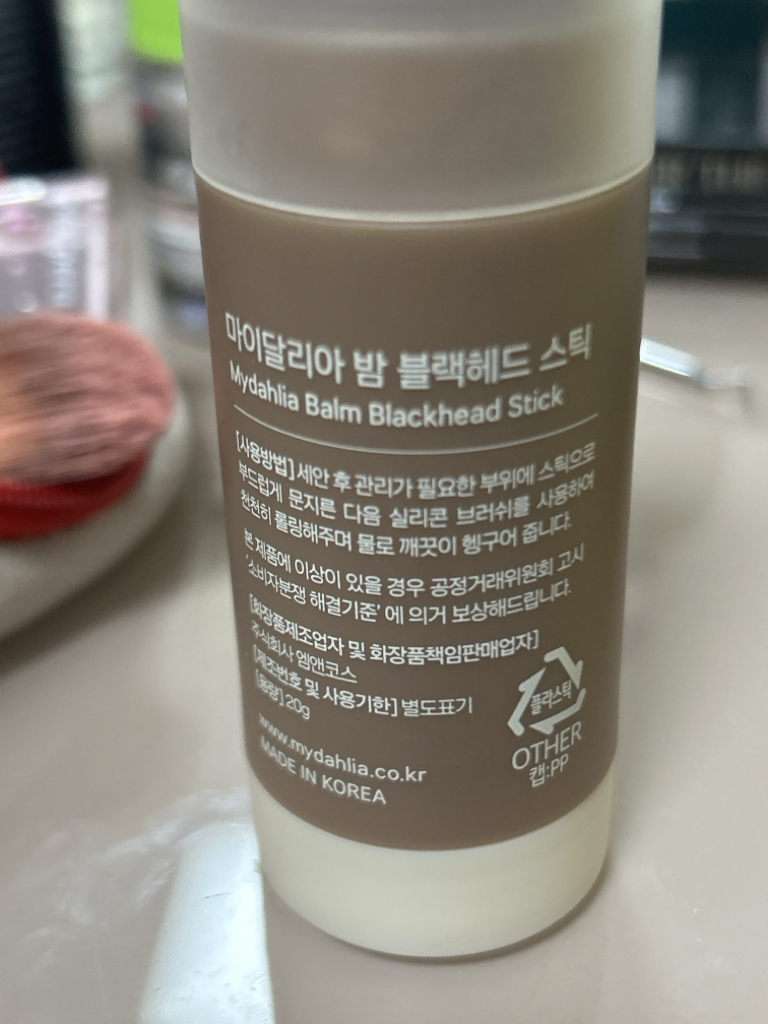 마이달리아 밤 블랙헤드 스틱
Mydahlia Balm Blackhead Stick
[사용방법] 세안 후 관리가 필요한 부위에 스틱으로
부드럽게 문지른 다음 실리콘 브러쉬를 사용하여
천천히 롤링해주며 물로 깨끗이 헹구어 줍니다.
본 제품에 이상이 있을 경우 공정거래위원회 고시
'소비자분쟁 해결기준' 에 의거 보상해드립니다.
[화장품제조업자 및 화장품책임판매업자]
주식회사 엠앤코스
[제조번호 및 사용기한] 별도표기
[용량] 20g
www.mydahlia.co.kr
MADE IN KOREA
플라스틱
OTHER
캡:PP